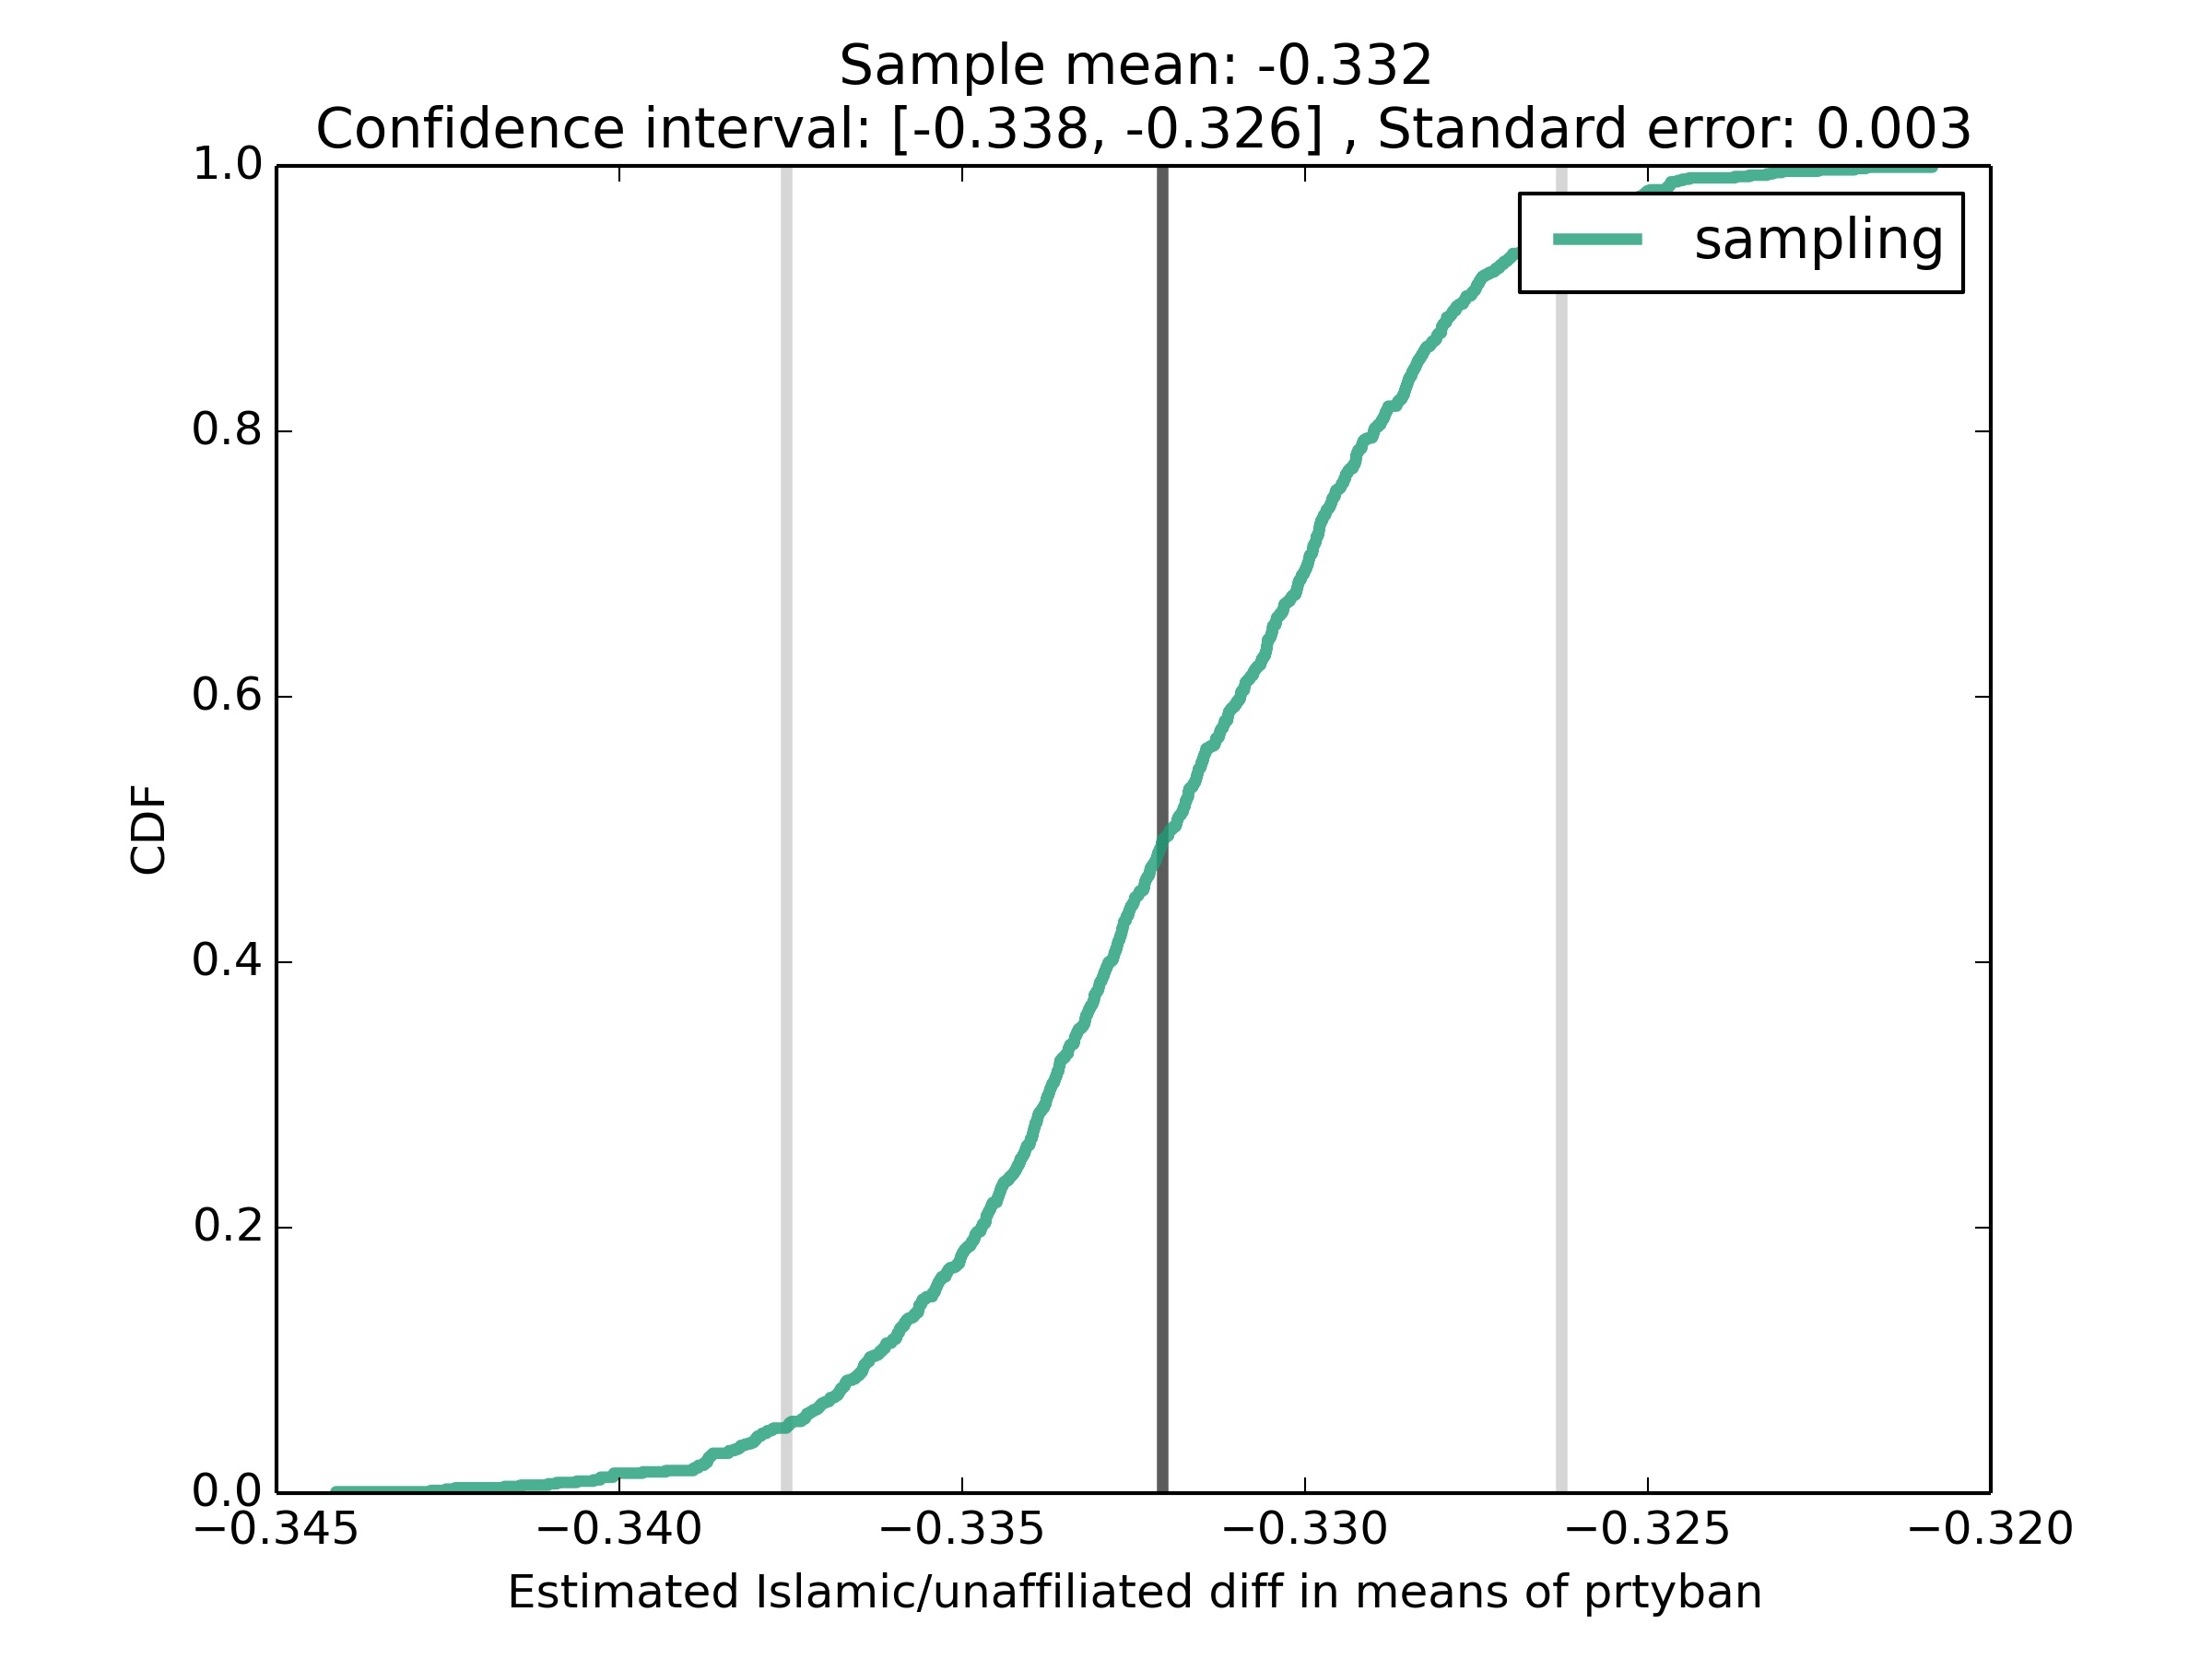 Sample mean: -0.332
Confidence interval: [-0.338, -0.326] , Standard error: 0.003
1.0
sampling
0.8
0.6
CDF
0.4
0.2
0.0
−0.345 −0.340 −0.335 −0.330 −0.325 −0.320
Estimated Islamic/unaffiliated diff in means of prtyban